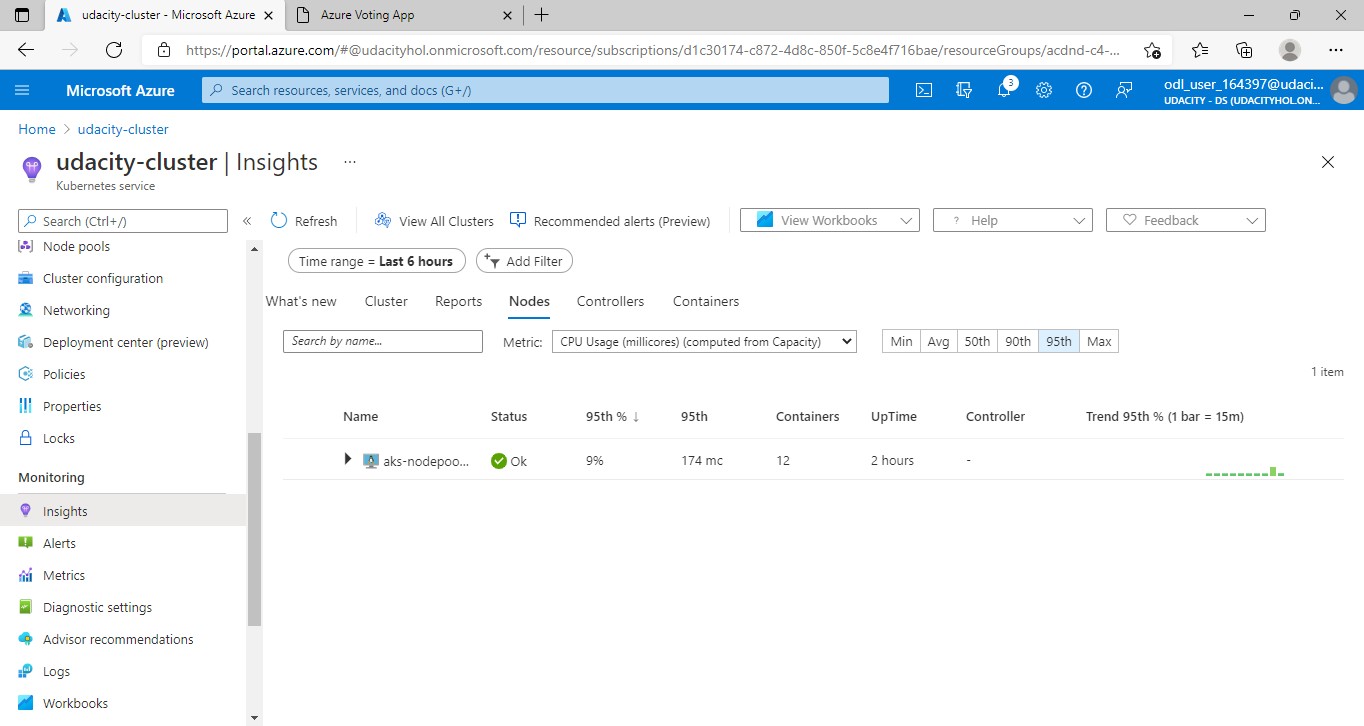 udacity-cluster - Microsoft Azure
Azure Voting App
https://portal.azure.com/#@udacityhol.onmicrosoft.com/resource/subscriptions/d1c30174-c872-4d8c-850f-5c8e4f716bae/resourceGroups/acdnd-c4-...
Microsoft Azure
Search resources, services, and docs (G+/)
3
odl_user_164397@udaci...
UDACITY - DS (UDACITYHOL.ON...
Home > udacity-cluster
udacity-cluster | Insights ...
Kubernetes service
Search (Ctrl+/)
«
Refresh
View All Clusters
Recommended alerts (Preview)
View Workbooks
? Help
Feedback
Node pools
Cluster configuration
Networking
Deployment center (preview)
Policies
Properties
Locks
Monitoring
Insights
Alerts
Metrics
Diagnostic settings
Advisor recommendations
Logs
Workbooks
Time range = Last 6 hours
Add Filter
What's new Cluster Reports Nodes Controllers Containers
Search by name...
Metric: CPU Usage (millicores) (computed from Capacity)
Min Avg 50th 90th 95th Max
1 item
Name Status 95th % ↓ 95th Containers UpTime Controller Trend 95th % (1 bar = 15m)
aks-nodepoo... Ok 9% 174 mc 12 2 hours -